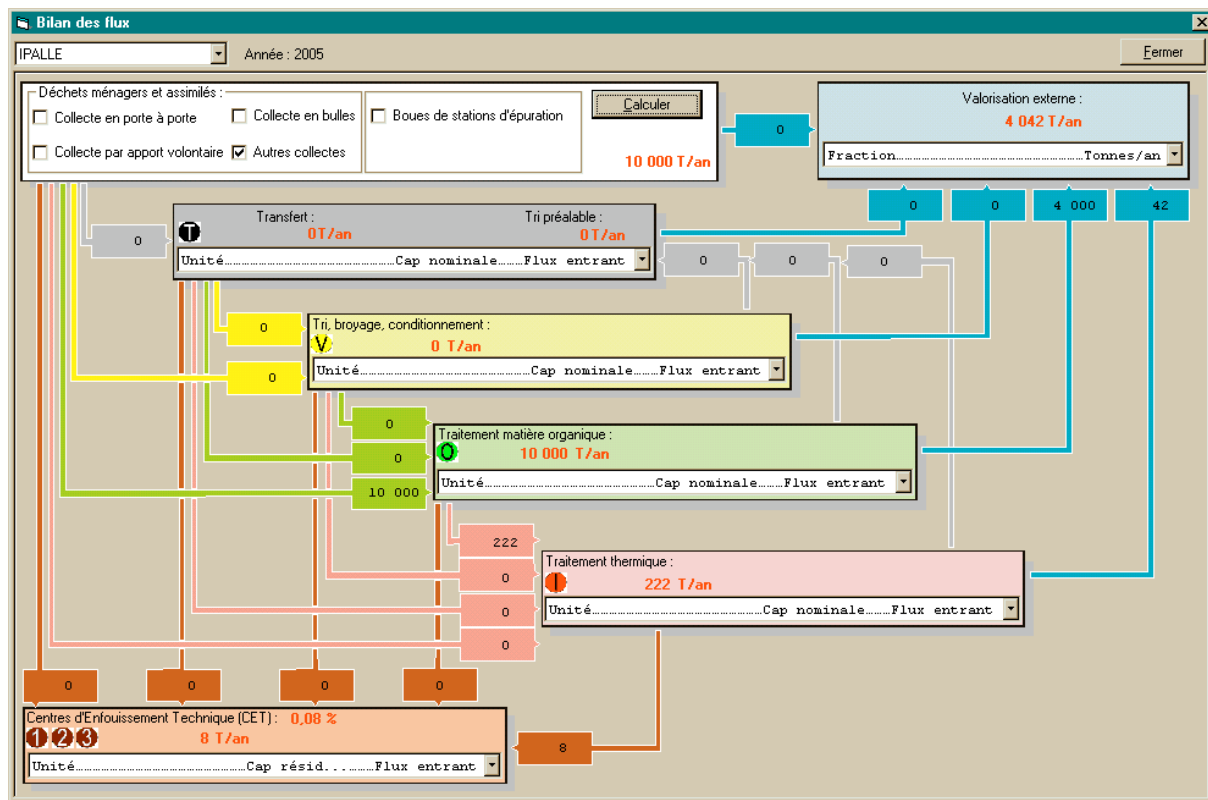 Bilan des flux
IPALLE
Année : 2005
Fermer
Déchets ménagers et assimilés :
Collecte en porte à porte
Collecte en bulles
Boues de stations d'épuration
Calculer
Collecte par apport volontaire
Autres collectes
10 000 T/an
0
Valorisation externe :
4 042 T/an
Fraction.....Tonnes/an
0
0
4 000
42
0
T
Transfert :
Tri préalable :
0T/an
0T/an
Unité.....Cap nominale.....Flux entrant
0
0
0
0
0
Tri, broyage, conditionnement :
V
0 T/an
Unité.....Cap nominale.....Flux entrant
0
0
10 000
Traitement matière organique :
O
10 000 T/an
Unité.....Cap nominale.....Flux entrant
222
0
0
0
Traitement thermique :
I
222 T/an
Unité.....Cap nominale.....Flux entrant
0
0
0
0
Centres d'Enfouissement Technique (CET) : 0,08 %
1 2 3
8 T/an
Unité.....Cap résid........Flux entrant
8